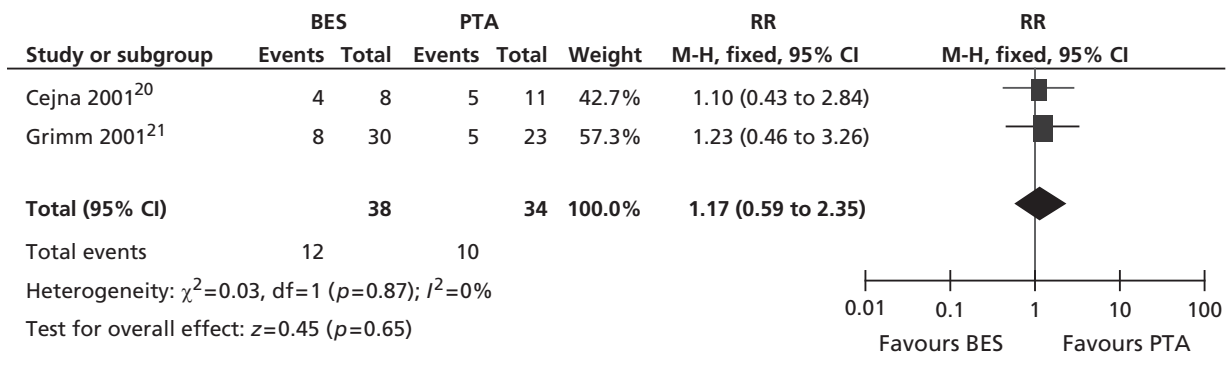 BES PTA RR RR
Study or subgroup Events Total Events Total Weight M-H, fixed, 95% CI M-H, fixed, 95% CI
Cejna 2001²⁰ 4 8 5 11 42.7% 1.10 (0.43 to 2.84)
Grimm 2001²¹ 8 30 5 23 57.3% 1.23 (0.46 to 3.26)
Total (95% CI) 38 34 100.0% 1.17 (0.59 to 2.35)
Total events 12 10
Heterogeneity: χ²=0.03, df=1 (p=0.87); I²=0%
Test for overall effect: z=0.45 (p=0.65)
0.01 0.1 1 10 100
Favours BES Favours PTA